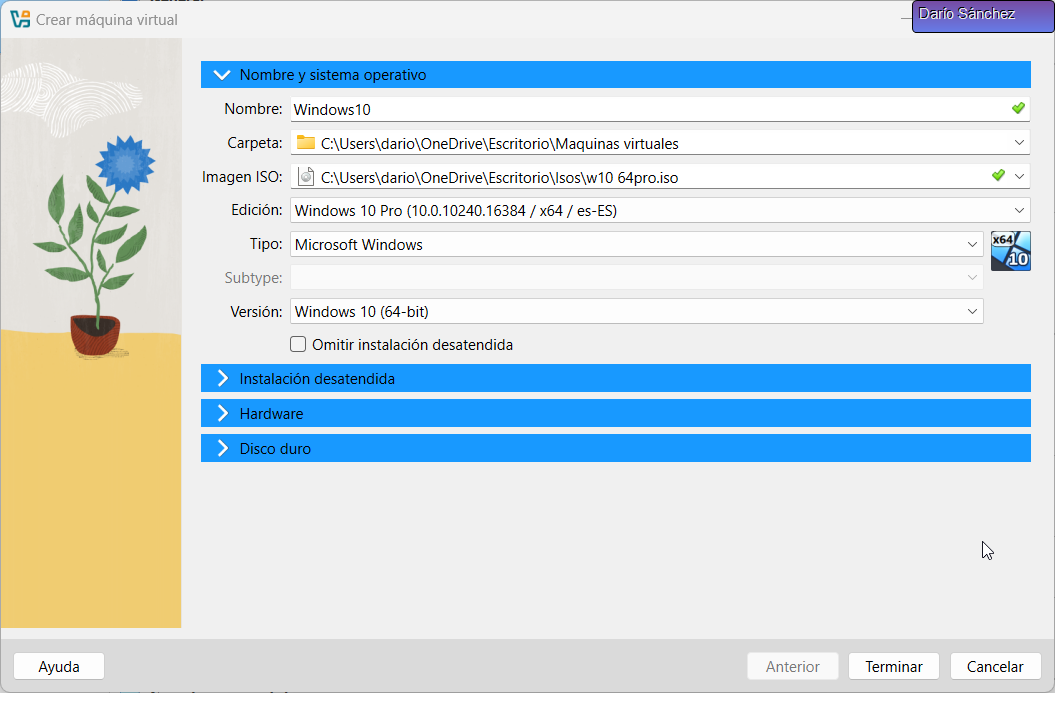 Crear máquina virtual
Darío Sánchez
Nombre y sistema operativo
Nombre: Windows10
Carpeta: C:\Users\dario\OneDrive\Escritorio\Maquinas virtuales
Imagen ISO: C:\Users\dario\OneDrive\Escritorio\Isos\w10 64pro.iso
Edición: Windows 10 Pro (10.0.10240.16384 / x64 / es-ES)
Tipo: Microsoft Windows
x64
10
Subtype:
Versión: Windows 10 (64-bit)
Omitir instalación desatendida
Instalación desatendida
Hardware
Disco duro
Ayuda Anterior Terminar Cancelar